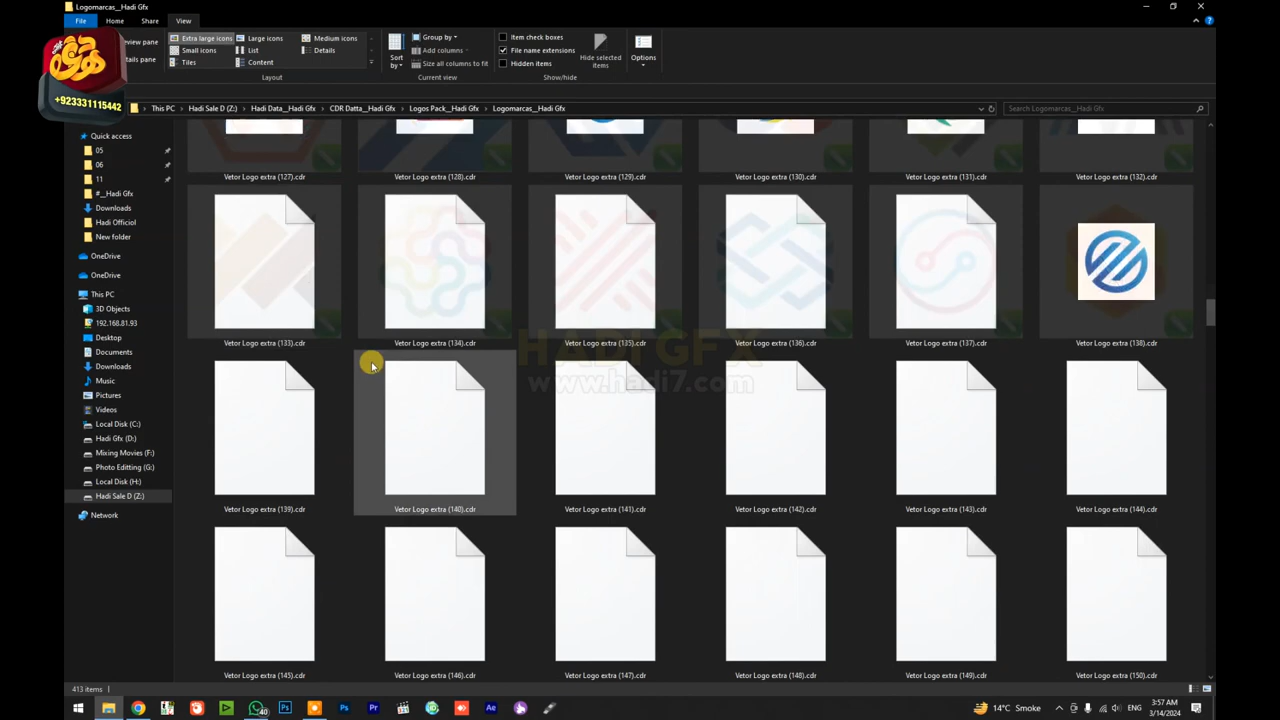 Logomarcas__Hadi Gfx
File
Home
Share
View
Extra large icons
Large icons
Medium icons
Small icons
List
Details
Tiles
Content
Layout
Sort by
Group by
Add columns
Size all columns to fit
Current view
Item check boxes
File name extensions
Hidden items
Hide selected items
Show/hide
Options
+923331115442
This PC
Hadi Sale D (Z:)
Hadi Data__Hadi Gfx
CDR Datta__Hadi Gfx
Logos Pack__Hadi Gfx
Logomarcas__Hadi Gfx
Search Logomarcas__Hadi Gfx
Quick access
05
06
11
#__Hadi Gfx
Downloads
Hadi Officiol
New folder
OneDrive
OneDrive
This PC
3D Objects
192.168.81.93
Desktop
Documents
Downloads
Music
Pictures
Videos
Local Disk (C:)
Hadi Gfx (D:)
Mixing Movies (F:)
Photo Editting (G:)
Local Disk (H:)
Hadi Sale D (Z:)
Network
Vetor Logo extra (127).cdr
Vetor Logo extra (128).cdr
Vetor Logo extra (129).cdr
Vetor Logo extra (130).cdr
Vetor Logo extra (131).cdr
Vetor Logo extra (132).cdr
Vetor Logo extra (133).cdr
Vetor Logo extra (134).cdr
Vetor Logo extra (135).cdr
Vetor Logo extra (136).cdr
Vetor Logo extra (137).cdr
Vetor Logo extra (138).cdr
HADI GFX
www.hadi7.com
Vetor Logo extra (139).cdr
Vetor Logo extra (140).cdr
Vetor Logo extra (141).cdr
Vetor Logo extra (142).cdr
Vetor Logo extra (143).cdr
Vetor Logo extra (144).cdr
Vetor Logo extra (145).cdr
Vetor Logo extra (146).cdr
Vetor Logo extra (147).cdr
Vetor Logo extra (148).cdr
Vetor Logo extra (149).cdr
Vetor Logo extra (150).cdr
413 items
40
14°C Smoke
ENG
3:57 AM
3/14/2024